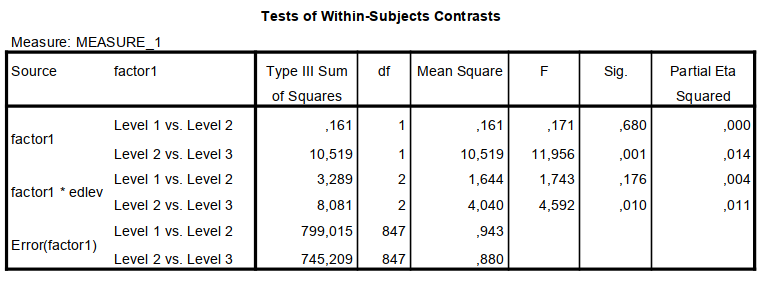 Tests of Within-Subjects Contrasts
Measure: MEASURE_1
Source factor1 Type III Sum of Squares df Mean Square F Sig. Partial Eta Squared
factor1 Level 1 vs. Level 2 ,161 1 ,161 ,171 ,680 ,000
Level 2 vs. Level 3 10,519 1 10,519 11,956 ,001 ,014
factor1 * edlev Level 1 vs. Level 2 3,289 2 1,644 1,743 ,176 ,004
Level 2 vs. Level 3 8,081 2 4,040 4,592 ,010 ,011
Error(factor1) Level 1 vs. Level 2 799,015 847 ,943
Level 2 vs. Level 3 745,209 847 ,880